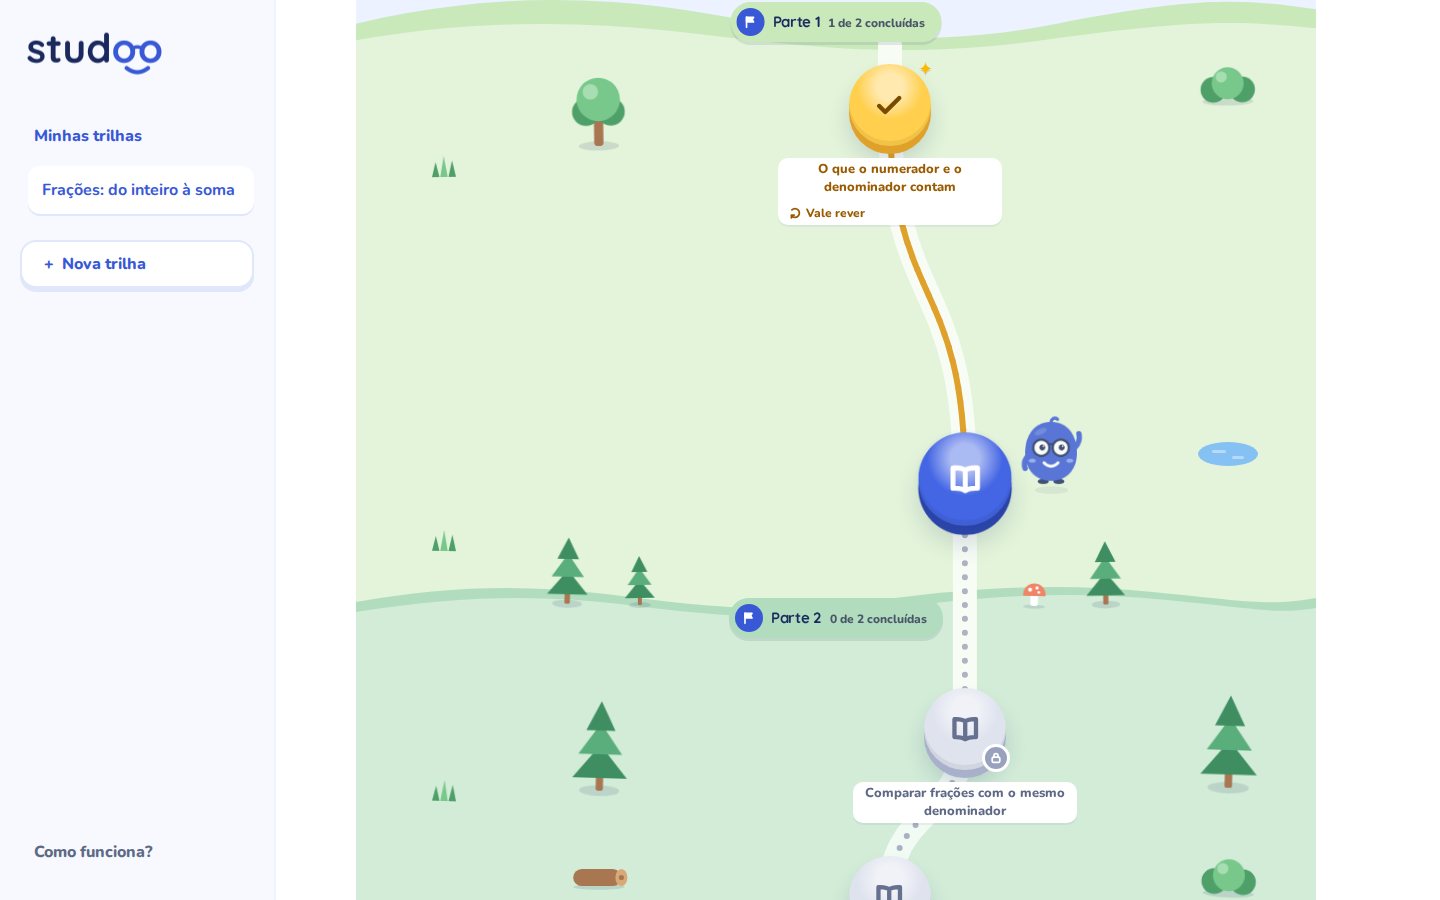 studoo
Minhas trilhas
Frações: do inteiro à soma
+ Nova trilha
Como funciona?
Parte 1 1 de 2 concluídas
O que o numerador e o
denominador contam
Vale rever
Parte 2 0 de 2 concluídas
Comparar frações com o mesmo
denominador